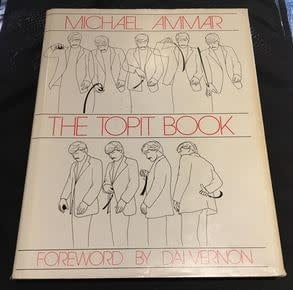 MICHAEL AMMAR
THE TOPIT BOOK
FOREWORD BY DAI VERNON